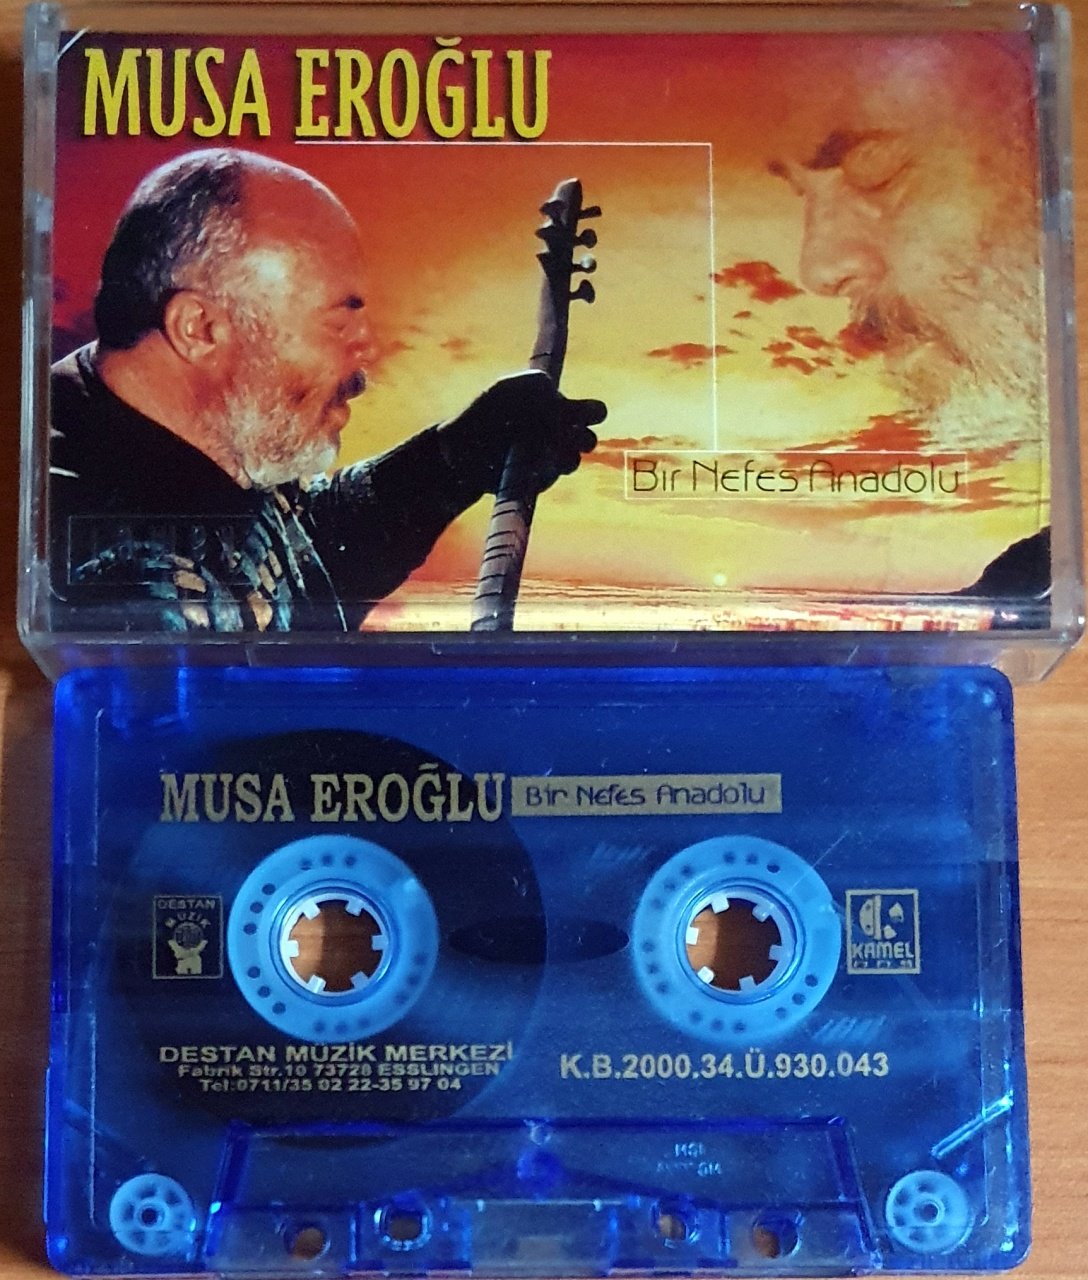 MUSA EROĞLU
Bir Nefes Anadolu
MUSA EROĞLU
Bir Nefes Anadolu
DESTAN
MÜZİK
KAMEL
DESTAN MÜZİK MERKEZİ
Fabrik Str.10 73728 ESSLINGEN
Tel:0711/35 02 22-35 97 04
K.B.2000.34.Ü.930.043